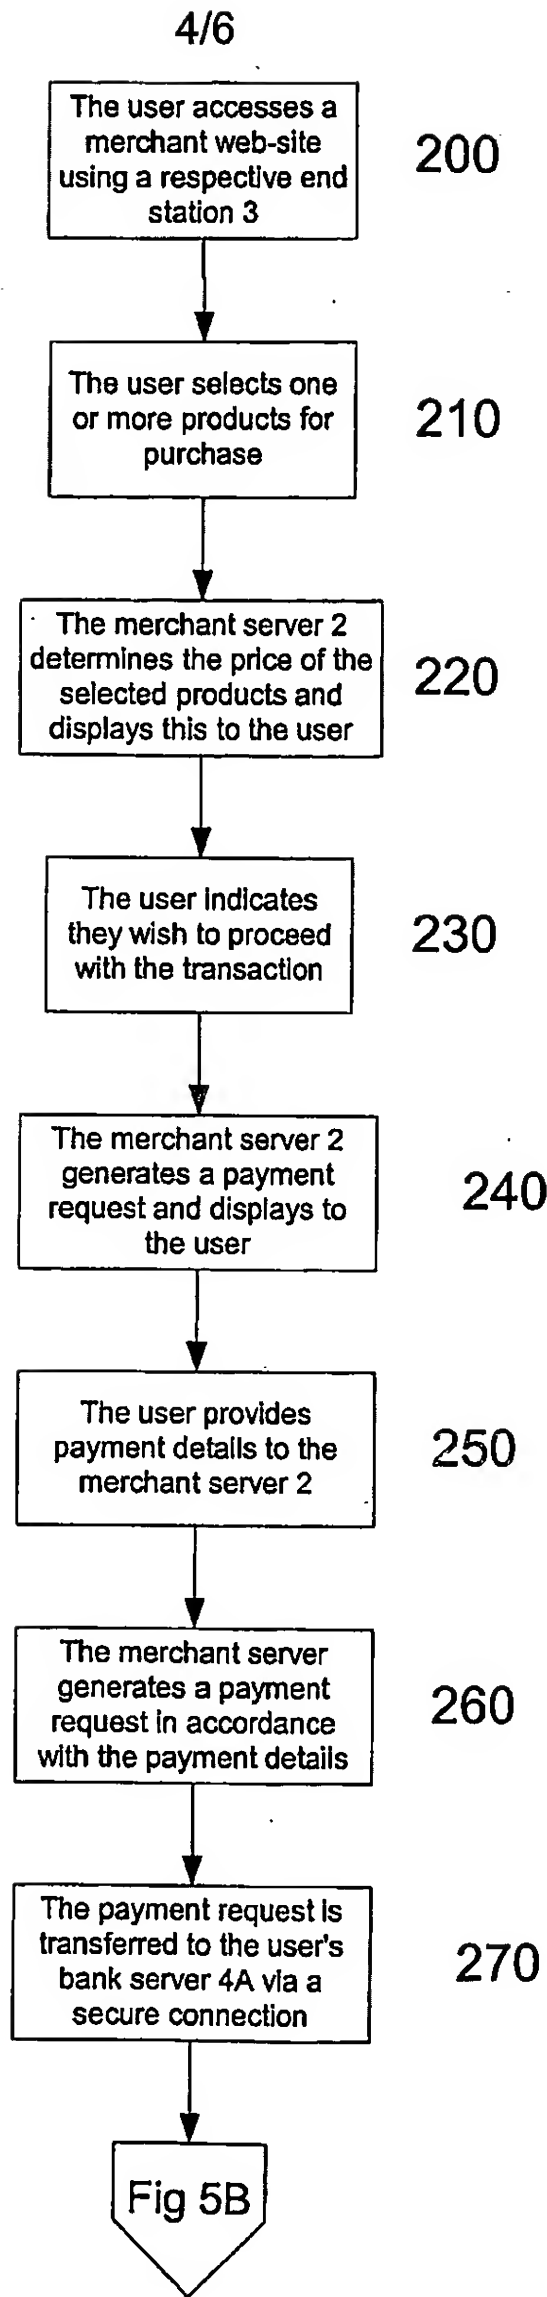 4/6
The user accesses a
merchant web-site
using a respective end
station 3
200
The user selects one
or more products for
purchase
210
The merchant server 2
determines the price of the
selected products and
displays this to the user
220
The user indicates
they wish to proceed
with the transaction
230
The merchant server 2
generates a payment
request and displays to
the user
240
The user provides
payment details to the
merchant server 2
250
The merchant server
generates a payment
request in accordance
with the payment details
260
The payment request is
transferred to the user's
bank server 4A via a
secure connection
270
Fig 5B